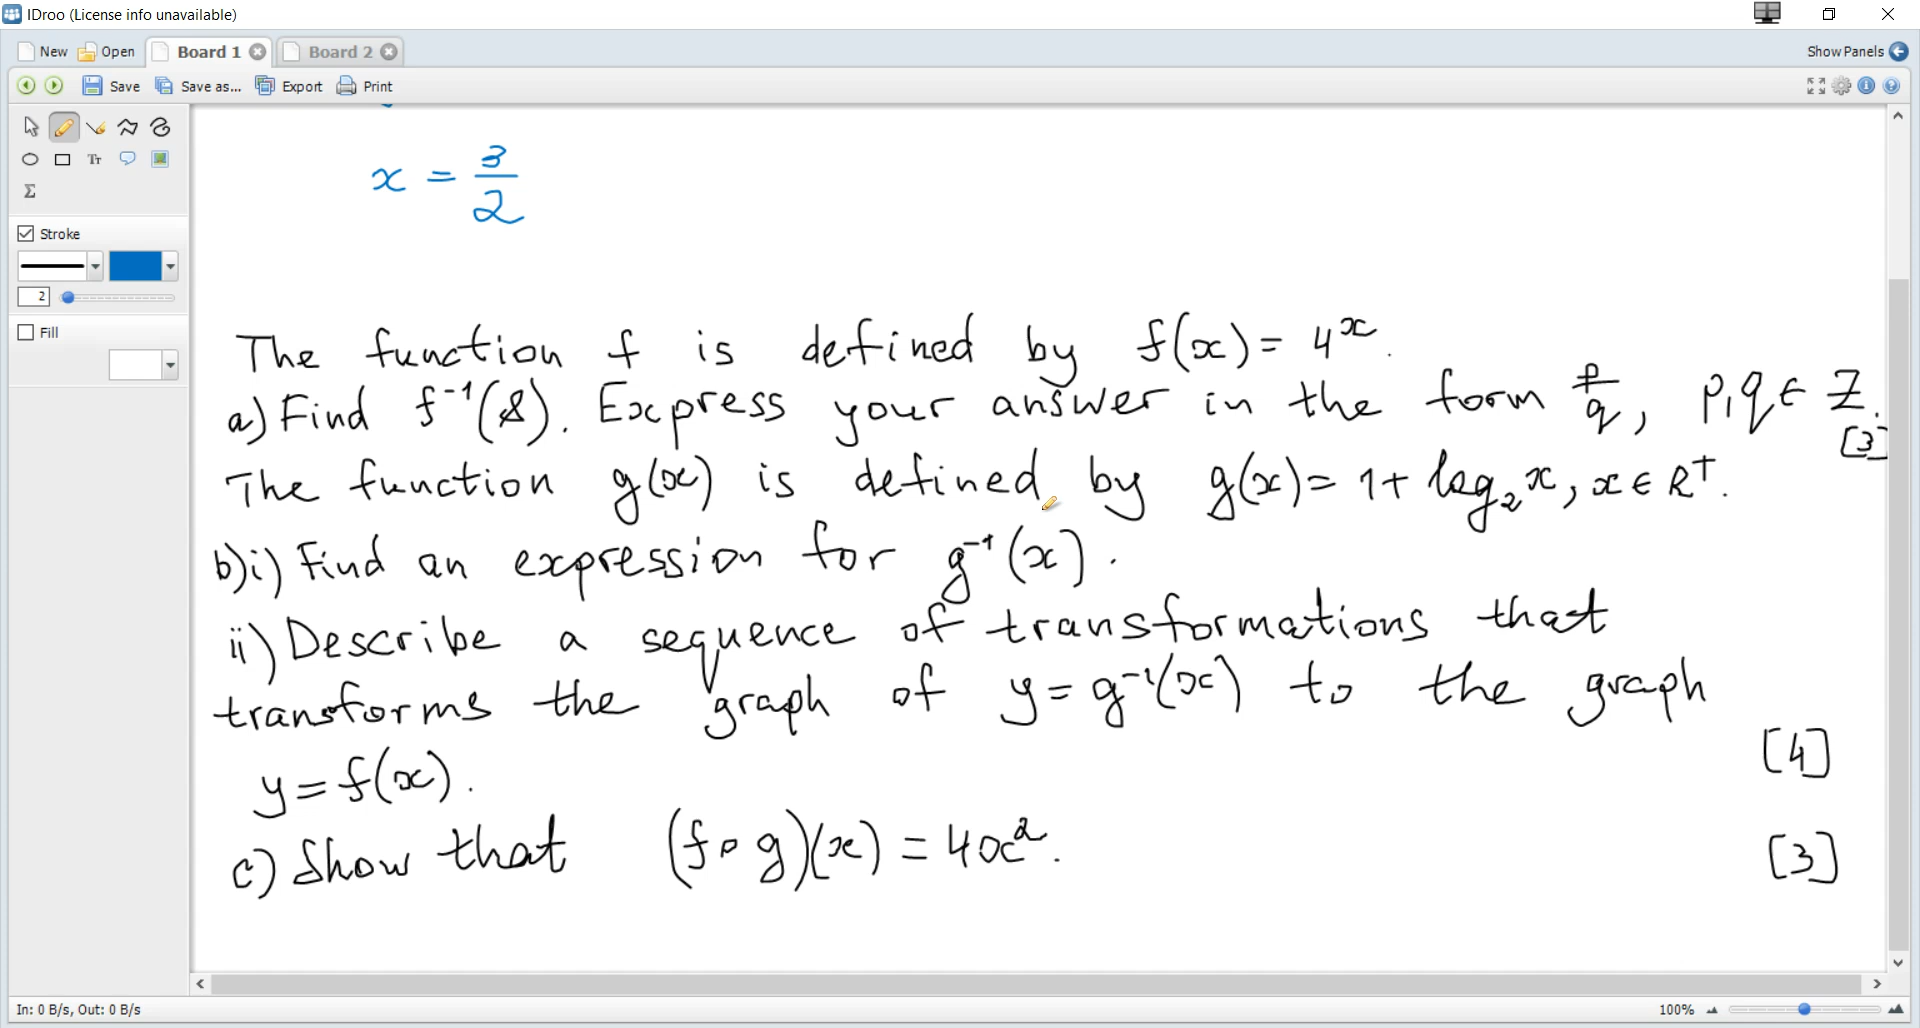 IDroo (License info unavailable)
New Open Board 1 Board 2 Show Panels
Save Save as... Export Print
x = 3/2
Stroke
2
Fill
The function f is defined by f(x) = 4^x.
a) Find f^-1(8). Express your answer in the form p/q, p,q ∈ Z.
[3]
The function g(x) is defined by g(x) = 1 + log_2 x, x ∈ R^+.
b) i) Find an expression for g^-1(x).
ii) Describe a sequence of transformations that
transforms the graph of y = g^-1(x) to the graph
y = f(x). [4]
c) Show that (f∘g)(x) = 4x^2. [3]
In: 0 B/s, Out: 0 B/s 100%